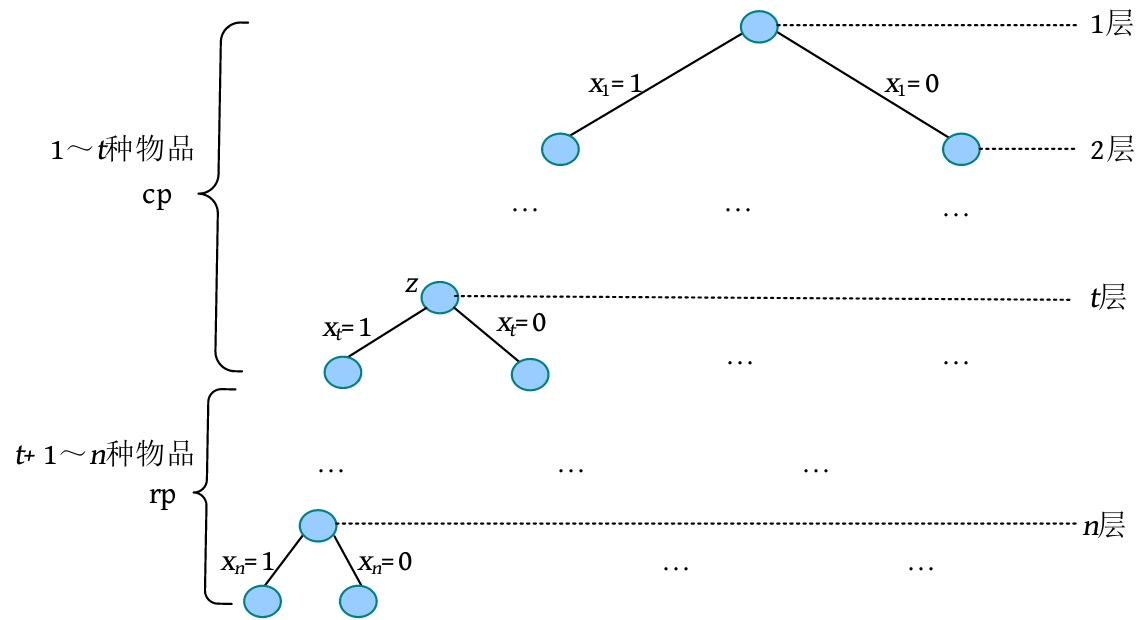 1层
x₁=1
x₁=0
1～t种物品
2层
cp
…
…
…
z
t层
xₜ=1
xₜ=0
…
…
t+1～n种物品
…
…
…
rp
n层
xₙ=1
xₙ=0
…
…